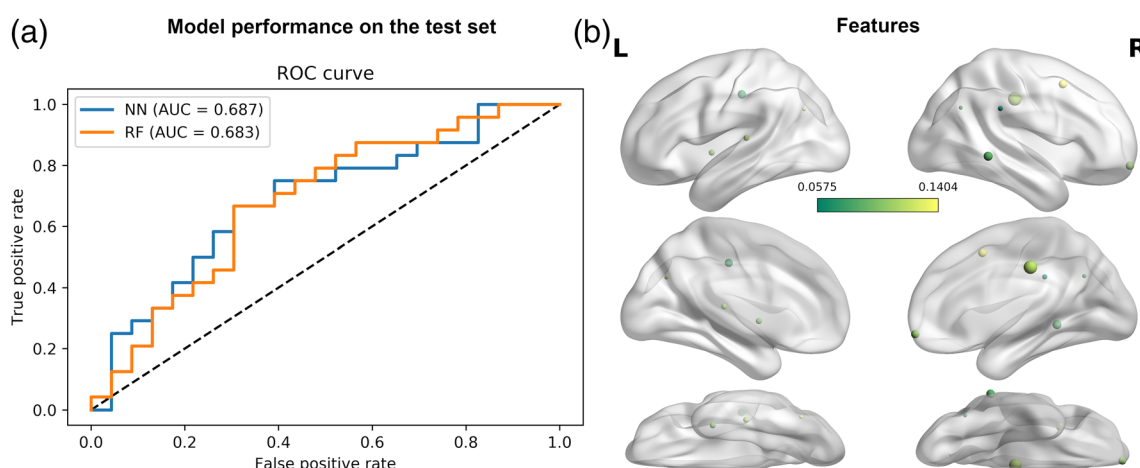 (a)
Model performance on the test set
ROC curve
NN (AUC = 0.687)
RF (AUC = 0.683)
1.0
0.8
0.6
0.4
0.2
0.0
True positive rate
0.0 0.2 0.4 0.6 0.8 1.0
False positive rate
(b)
Features
L
R
0.0575 0.1404